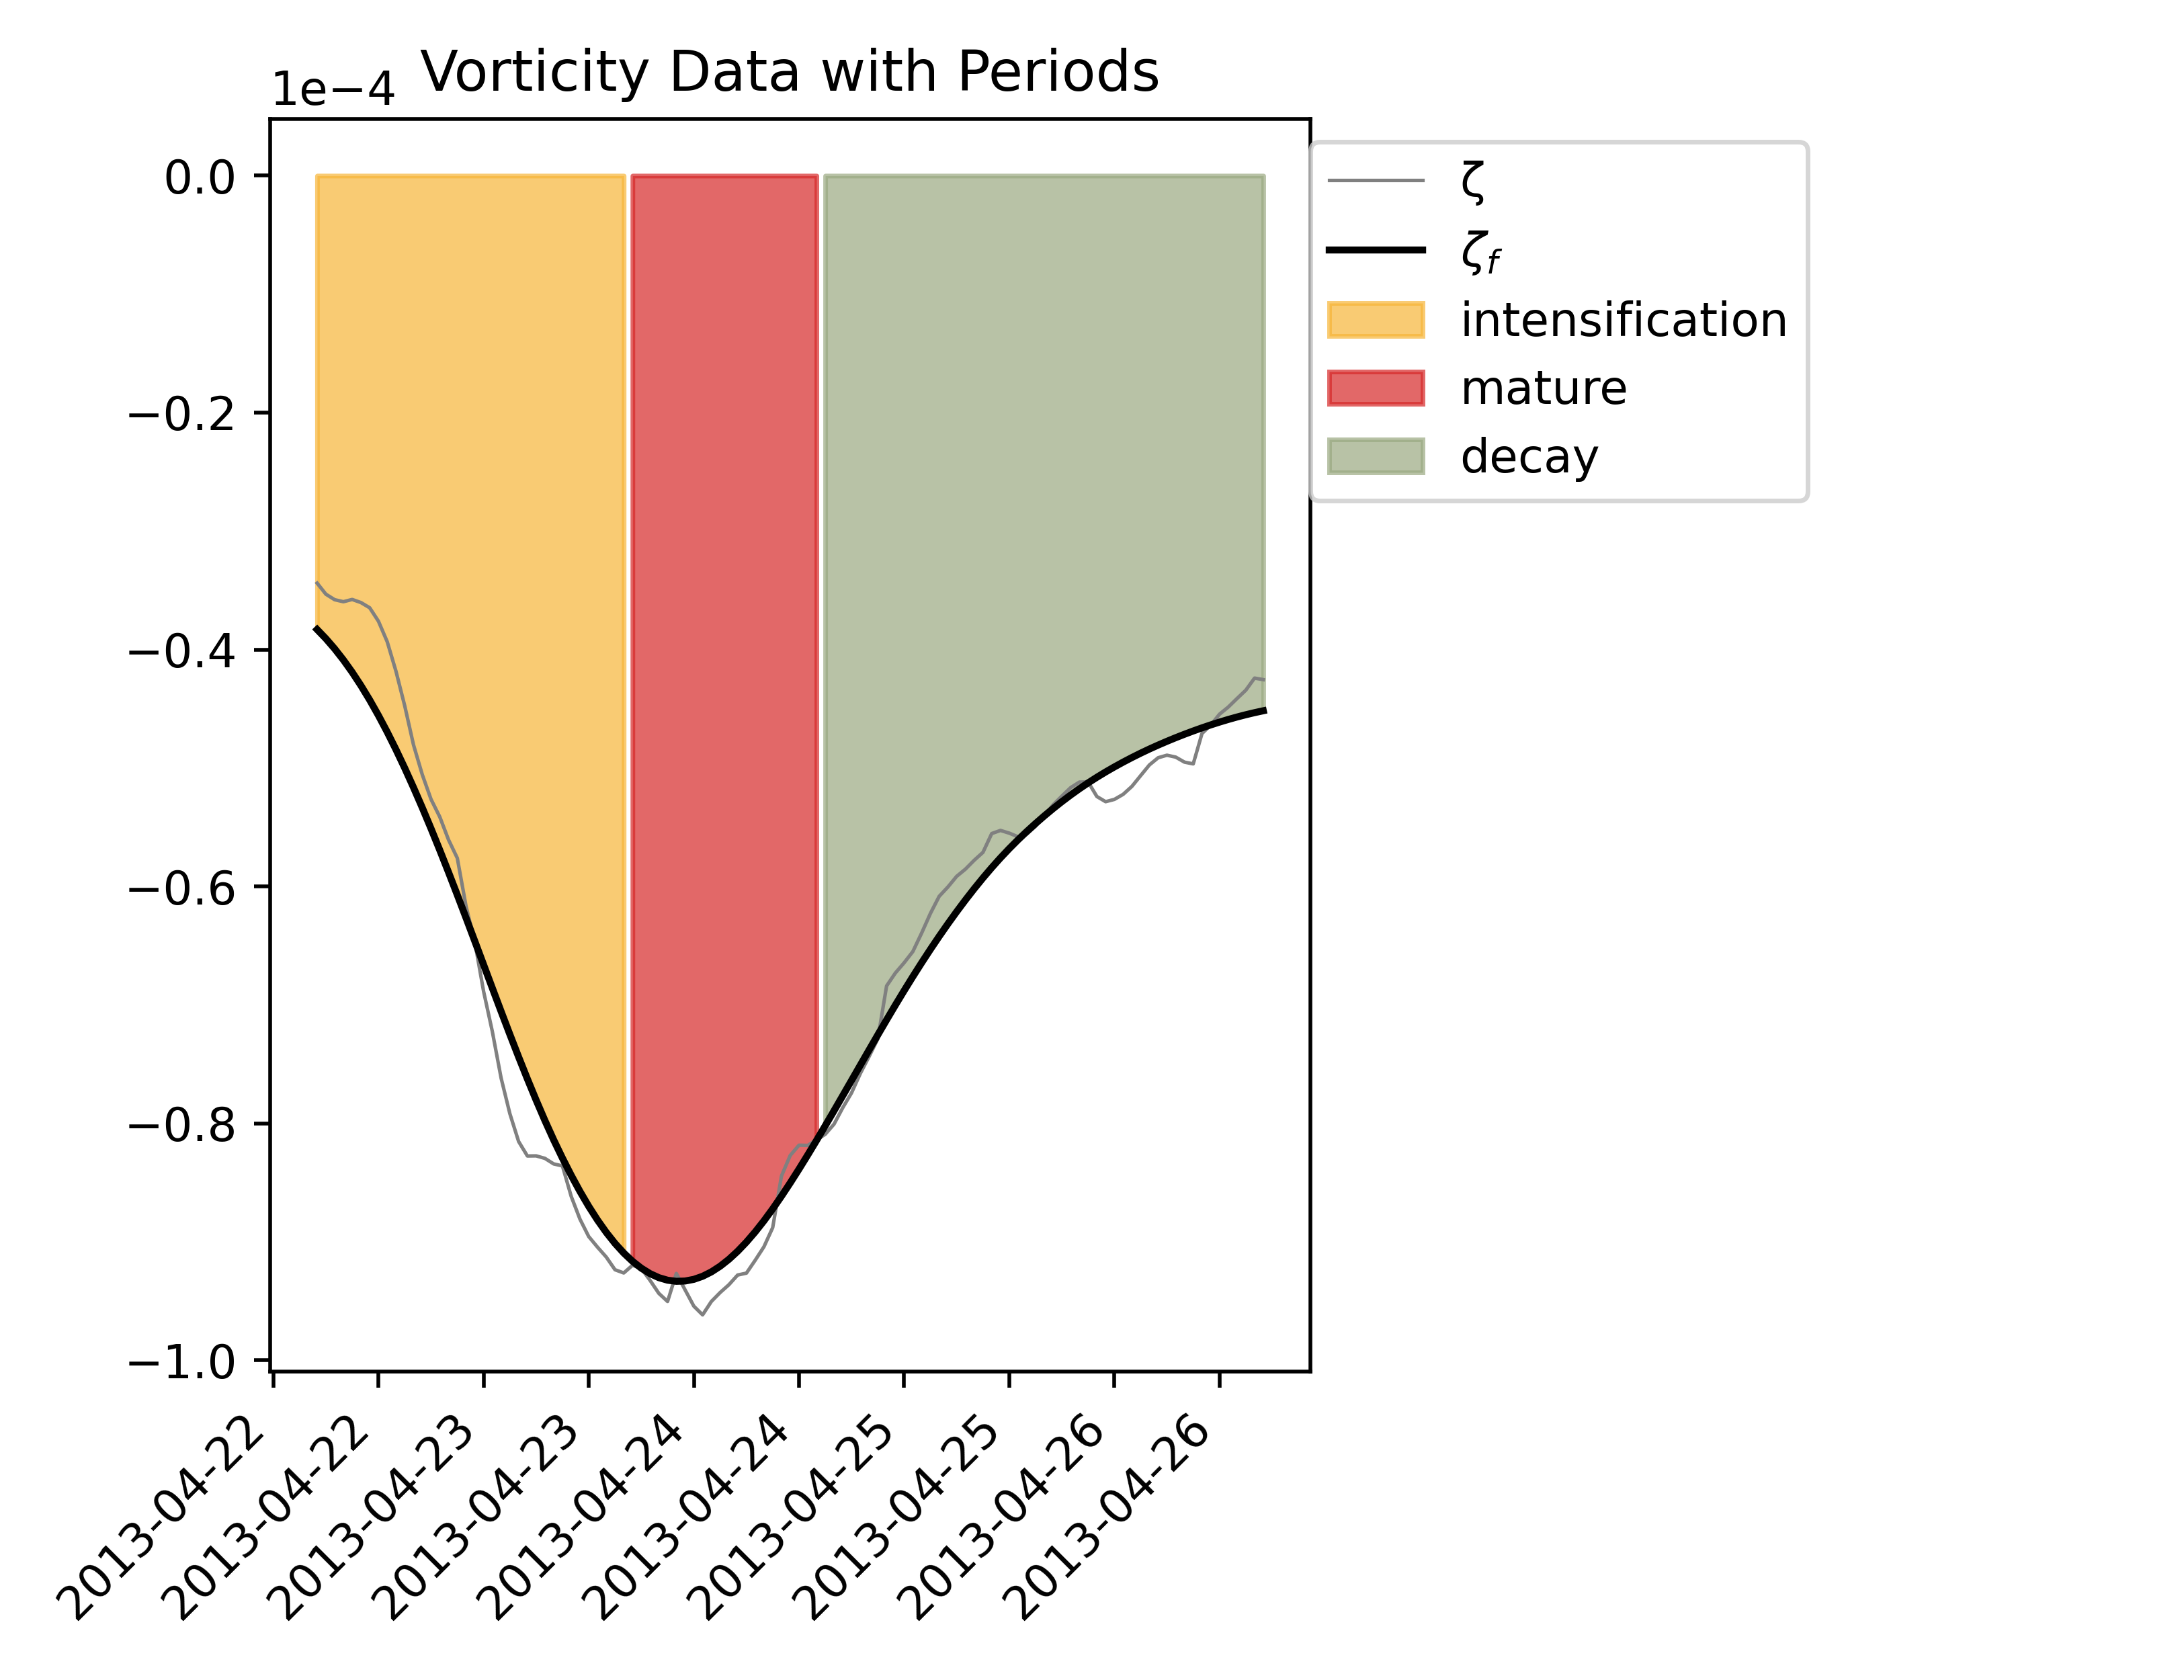 Vorticity Data with Periods
1e−4
0.0
−0.2
−0.4
−0.6
−0.8
−1.0
2013-04-22
2013-04-22
2013-04-23
2013-04-23
2013-04-24
2013-04-24
2013-04-25
2013-04-25
2013-04-26
2013-04-26
ζ
ζf
intensification
mature
decay